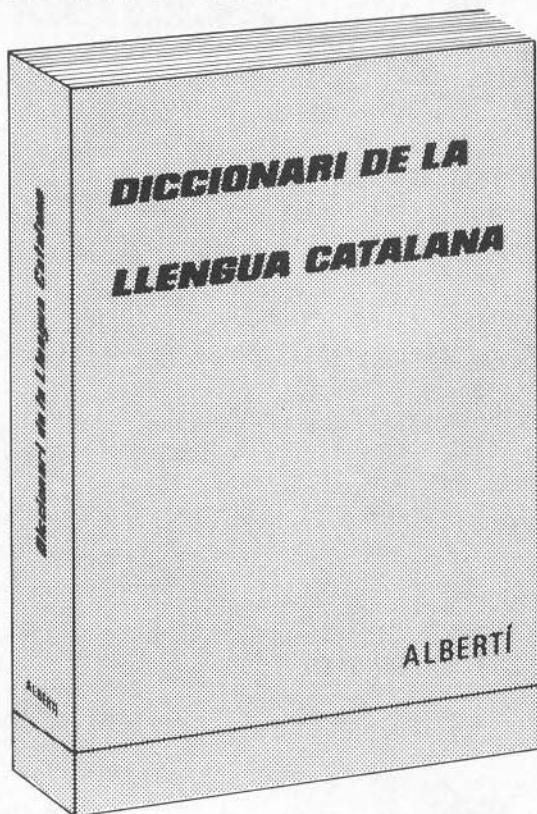 DICCIONARI DE LA
LLENGUA CATALANA
ALBERTÍ
Diccionari de la Llengua Catalana
ALBERTÍ